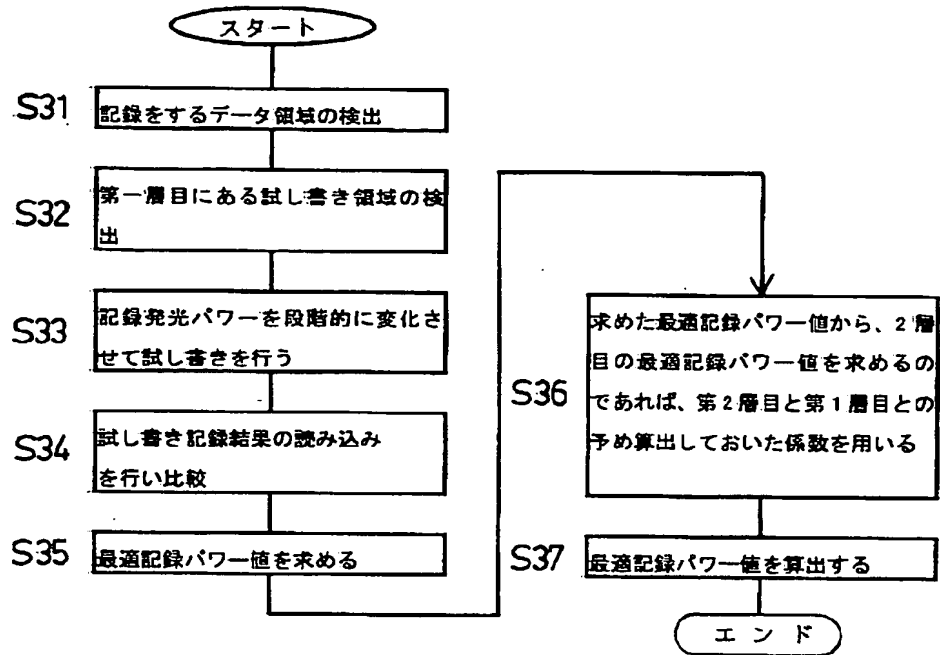 スタート
S31
記録をするデータ領域の検出
S32
第一層目にある試し書き領域の検
出
S33
記録発光パワーを段階的に変化さ
せて試し書きを行う
S34
試し書き記録結果の読み込み
を行い比較
S35
最適記録パワー値を求める
S36
求めた最適記録パワー値から、2層
目の最適記録パワー値を求めるの
であれば、第2層目と第1層目との
予め算出しておいた係数を用いる
S37
最適記録パワー値を算出する
エンド